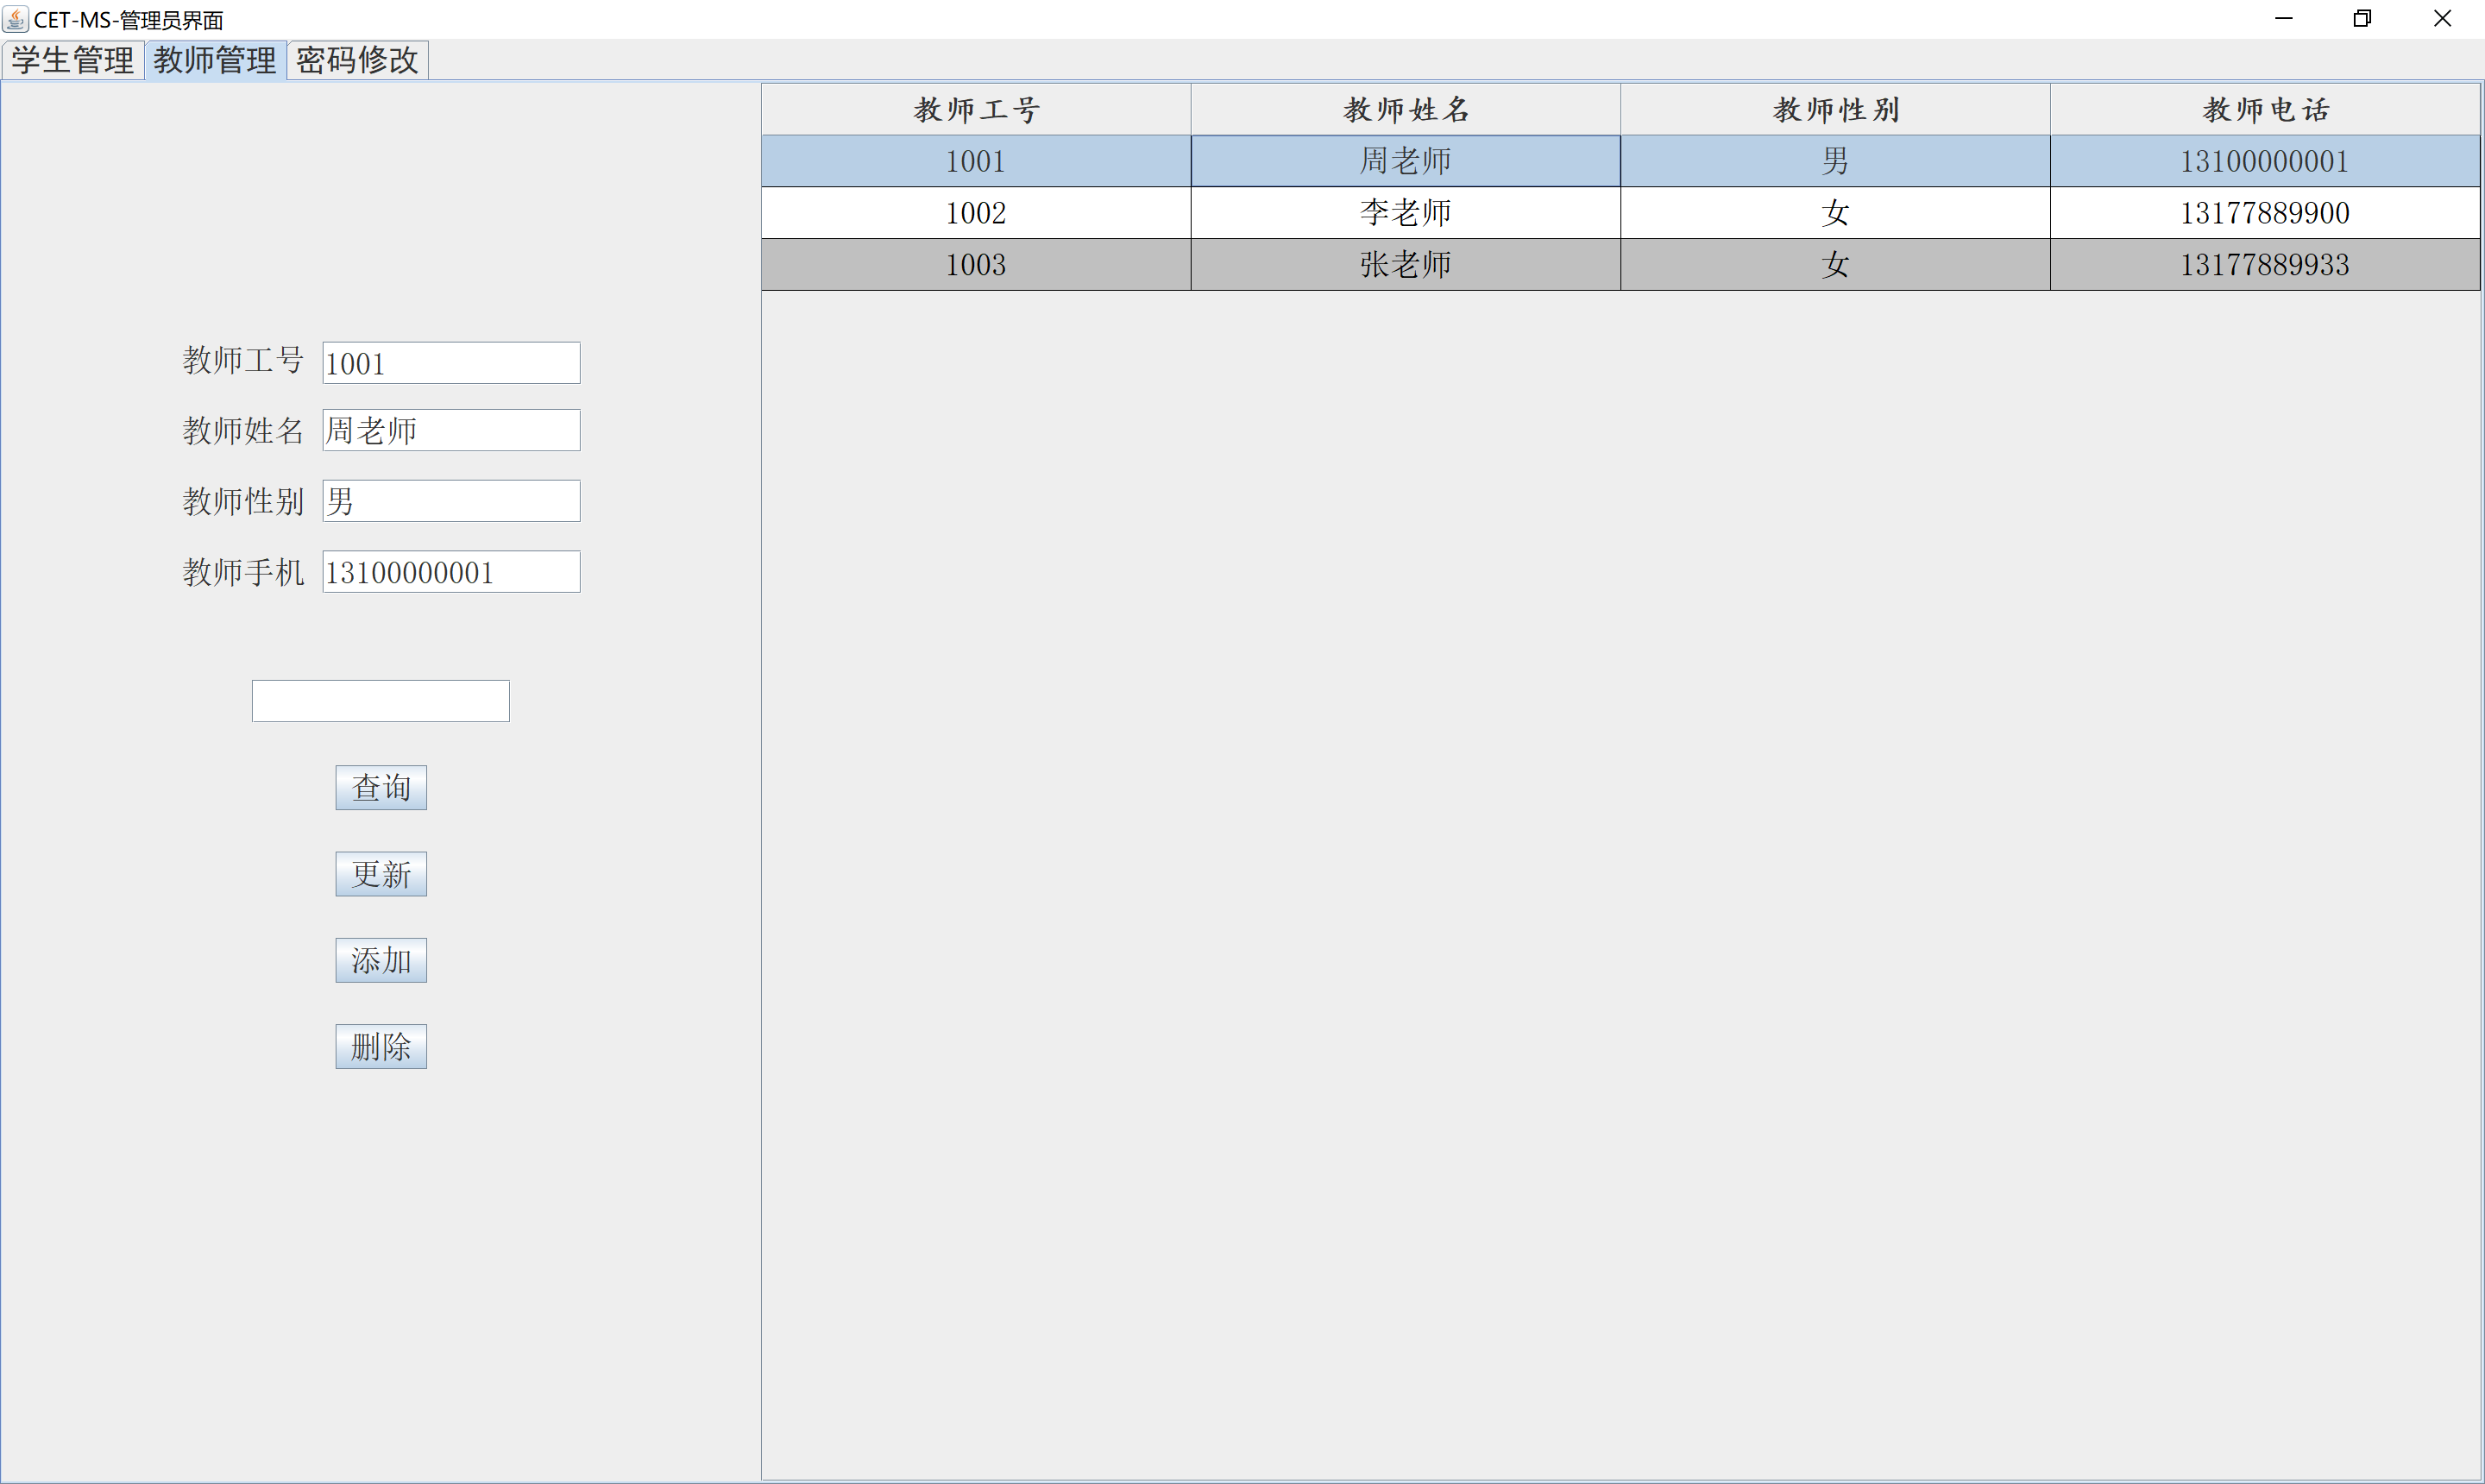 CET-MS-管理员界面
学生管理 教师管理 密码修改
教师工号 教师姓名 教师性别 教师电话
1001 周老师 男 13100000001
1002 李老师 女 13177889900
1003 张老师 女 13177889933
教师工号 1001
教师姓名 周老师
教师性别 男
教师手机 13100000001
查询
更新
添加
删除